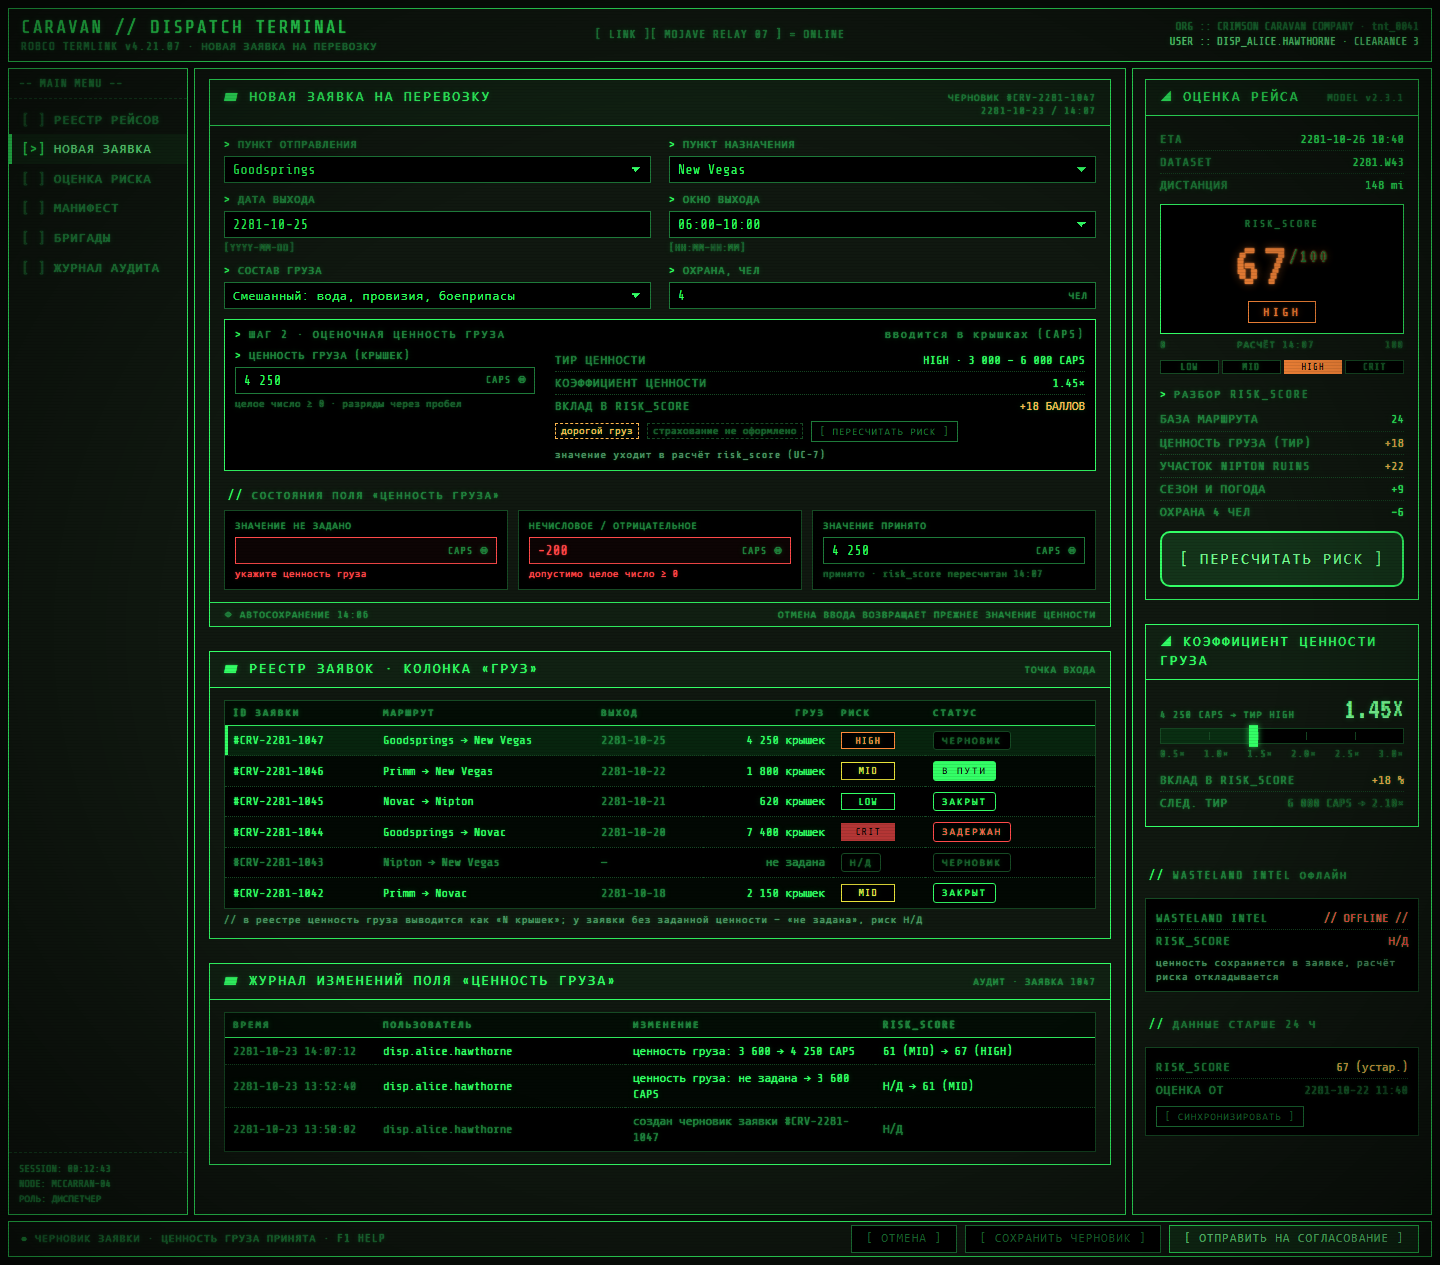 CARAVAN // DISPATCH TERMINAL
ROBCO TERMLINK v4.21.07 · НОВАЯ ЗАЯВКА НА ПЕРЕВОЗКУ
[ LINK ][ MOJAVE RELAY 07 ] = ONLINE
ORG :: CRIMSON CARAVAN COMPANY · tnt_0041
USER :: DISP_ALICE.HAWTHORNE · CLEARANCE 3
-- MAIN MENU --
[ ] РЕЕСТР РЕЙСОВ
[>] НОВАЯ ЗАЯВКА
[ ] ОЦЕНКА РИСКА
[ ] МАНИФЕСТ
[ ] БРИГАДЫ
[ ] ЖУРНАЛ АУДИТА
SESSION: 00:12:43
NODE: MCCARRAN-04
РОЛЬ: ДИСПЕТЧЕР
НОВАЯ ЗАЯВКА НА ПЕРЕВОЗКУ
ЧЕРНОВИК #CRV-2281-1047
2281-10-23 / 14:07
> ПУНКТ ОТПРАВЛЕНИЯ
Goodsprings
> ПУНКТ НАЗНАЧЕНИЯ
New Vegas
> ДАТА ВЫХОДА
2281-10-25
[YYYY-MM-DD]
> ОКНО ВЫХОДА
06:00–10:00
[HH:MM-HH:MM]
> СОСТАВ ГРУЗА
Смешанный: вода, провизия, боеприпасы
> ОХРАНА, ЧЕЛ
4 ЧЕЛ
> ШАГ 2 · ОЦЕНОЧНАЯ ЦЕННОСТЬ ГРУЗА
вводится в крышках (CAPS)
> ЦЕННОСТЬ ГРУЗА (КРЫШЕК)
4 250 CAPS
целое число ≥ 0 · разряды через пробел
ТИР ЦЕННОСТИ HIGH · 3 000 – 6 000 CAPS
КОЭФФИЦИЕНТ ЦЕННОСТИ 1.45×
ВКЛАД В RISK_SCORE +18 БАЛЛОВ
дорогой груз страхование не оформлено [ ПЕРЕСЧИТАТЬ РИСК ]
значение уходит в расчёт risk_score (UC-7)
// СОСТОЯНИЯ ПОЛЯ «ЦЕННОСТЬ ГРУЗА»
ЗНАЧЕНИЕ НЕ ЗАДАНО
CAPS
укажите ценность груза
НЕЧИСЛОВОЕ / ОТРИЦАТЕЛЬНОЕ
-200 CAPS
допустимо целое число ≥ 0
ЗНАЧЕНИЕ ПРИНЯТО
4 250 CAPS
принято · risk_score пересчитан 14:07
АВТОСОХРАНЕНИЕ 14:06
ОТМЕНА ВВОДА ВОЗВРАЩАЕТ ПРЕЖНЕЕ ЗНАЧЕНИЕ ЦЕННОСТИ
РЕЕСТР ЗАЯВОК · КОЛОНКА «ГРУЗ»
ТОЧКА ВХОДА
ID ЗАЯВКИ МАРШРУТ ВЫХОД ГРУЗ РИСК СТАТУС
#CRV-2281-1047 Goodsprings → New Vegas 2281-10-25 4 250 крышек HIGH ЧЕРНОВИК
#CRV-2281-1046 Primm → New Vegas 2281-10-22 1 800 крышек MID В ПУТИ
#CRV-2281-1045 Novac → Nipton 2281-10-21 620 крышек LOW ЗАКРЫТ
#CRV-2281-1044 Goodsprings → Novac 2281-10-20 7 400 крышек CRIT ЗАДЕРЖАН
#CRV-2281-1043 Nipton → New Vegas — не задана Н/Д ЧЕРНОВИК
#CRV-2281-1042 Primm → Novac 2281-10-18 2 150 крышек MID ЗАКРЫТ
// в реестре ценность груза выводится как «N крышек»; у заявки без заданной ценности — «не задана», риск Н/Д
ЖУРНАЛ ИЗМЕНЕНИЙ ПОЛЯ «ЦЕННОСТЬ ГРУЗА»
АУДИТ · ЗАЯВКА 1047
ВРЕМЯ ПОЛЬЗОВАТЕЛЬ ИЗМЕНЕНИЕ RISK_SCORE
2281-10-23 14:07:12 disp.alice.hawthorne ценность груза: 3 600 → 4 250 CAPS 61 (MID) → 67 (HIGH)
2281-10-23 13:52:40 disp.alice.hawthorne ценность груза: не задана → 3 600 CAPS Н/Д → 61 (MID)
2281-10-23 13:50:02 disp.alice.hawthorne создан черновик заявки #CRV-2281-1047 Н/Д
ОЦЕНКА РЕЙСА
MODEL v2.3.1
ETA 2281-10-26 10:40
DATASET 2281.W43
ДИСТАНЦИЯ 148 mi
RISK_SCORE
67/100
HIGH
0 РАСЧЁТ 14:07 100
LOW MID HIGH CRIT
> РАЗБОР RISK_SCORE
БАЗА МАРШРУТА 24
ЦЕННОСТЬ ГРУЗА (ТИР) +18
УЧАСТОК NIPTON RUINS +22
СЕЗОН И ПОГОДА +9
ОХРАНА 4 ЧЕЛ −6
[ ПЕРЕСЧИТАТЬ РИСК ]
КОЭФФИЦИЕНТ ЦЕННОСТИ ГРУЗА
4 250 CAPS → ТИР HIGH 1.45X
0.5× 1.0× 1.5× 2.0× 2.5× 3.0×
ВКЛАД В RISK_SCORE +18 %
СЛЕД. ТИР 6 000 CAPS → 2.10×
// WASTELAND INTEL ОФЛАЙН
WASTELAND INTEL // OFFLINE //
RISK_SCORE Н/Д
ценность сохраняется в заявке, расчёт
риска откладывается
// ДАННЫЕ СТАРШЕ 24 Ч
RISK_SCORE 67 (устар.)
ОЦЕНКА ОТ 2281-10-22 11:40
[ СИНХРОНИЗИРОВАТЬ ]
● ЧЕРНОВИК ЗАЯВКИ · ЦЕННОСТЬ ГРУЗА ПРИНЯТА · F1 HELP
[ ОТМЕНА ] [ СОХРАНИТЬ ЧЕРНОВИК ] [ ОТПРАВИТЬ НА СОГЛАСОВАНИЕ ]